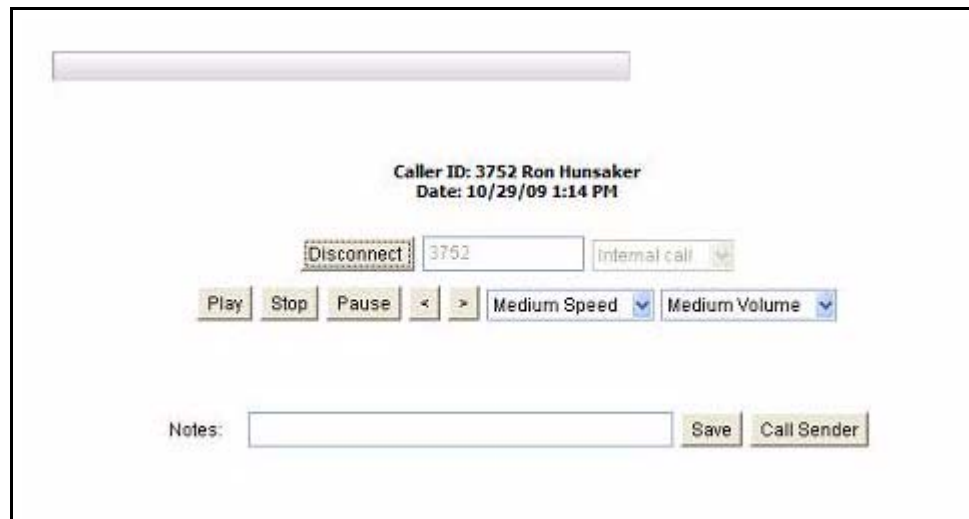 Caller ID: 3752 Ron Hunsaker
Date: 10/29/09 1:14 PM
Disconnect 3752 Internal call
Play Stop Pause < > Medium Speed Medium Volume
Notes: Save Call Sender